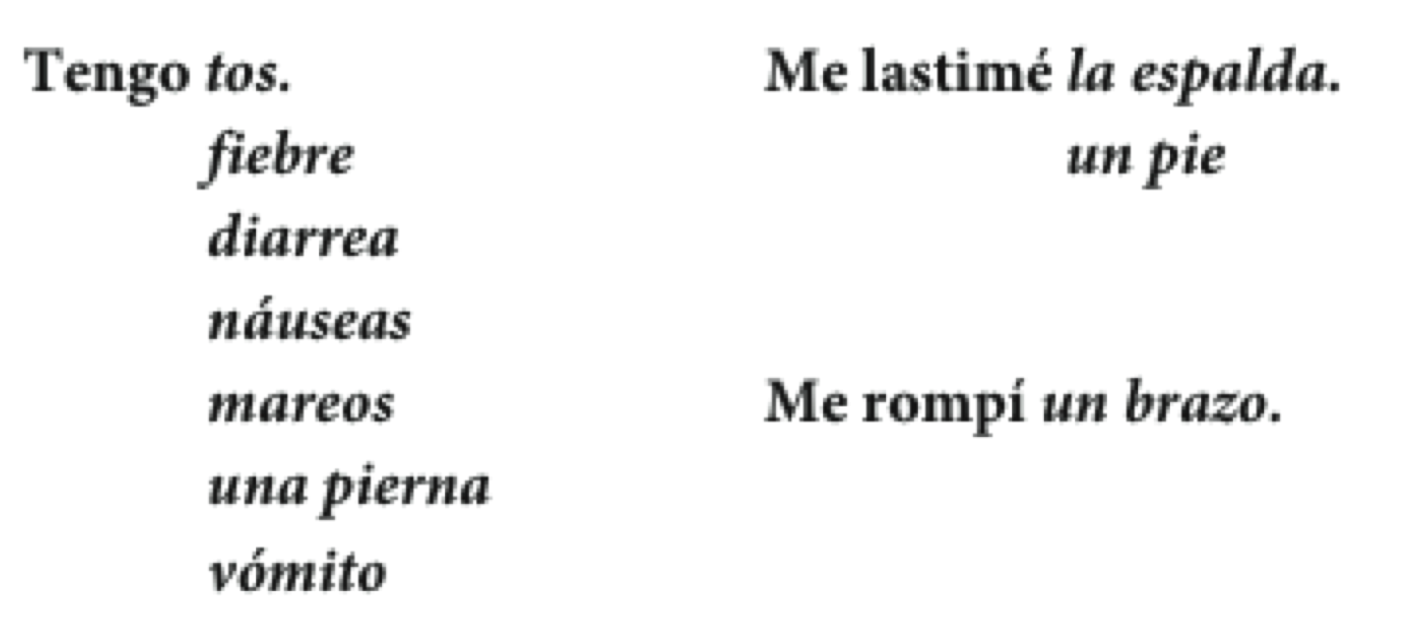 Tengo tos.
fiebre
diarrea
náuseas
mareos
una pierna
vómito
Me lastimé la espalda.
un pie
Me rompí un brazo.